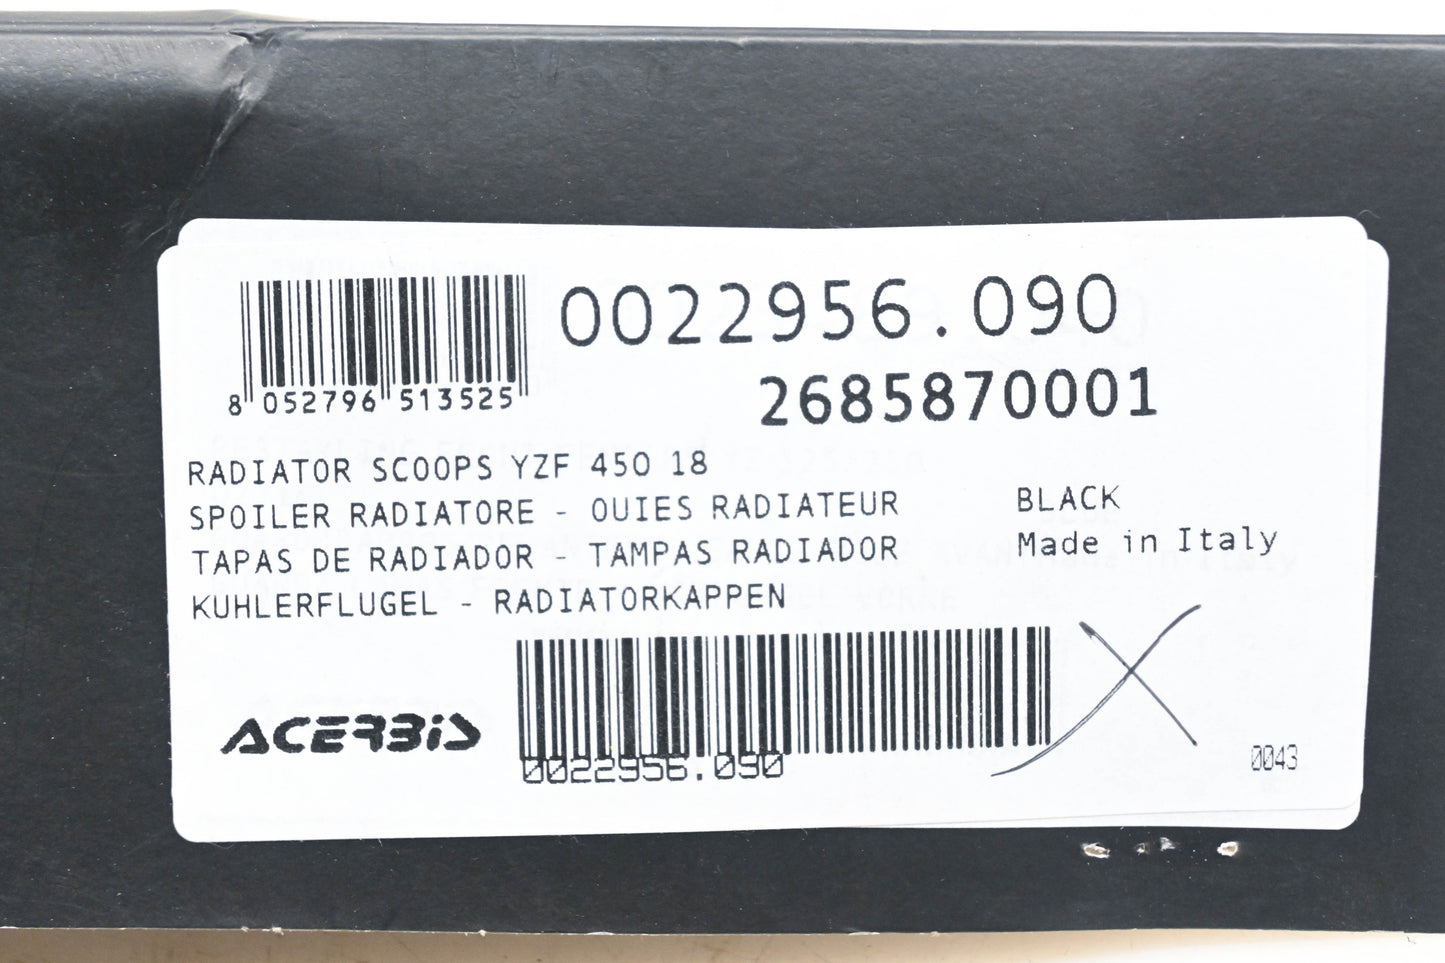 0022956.090
2685870001
8 052796 513525
RADIATOR SCOOPS YZF 450 18
SPOILER RADIATORE - OUIES RADIATEUR
TAPAS DE RADIADOR - TAMPAS RADIADOR
KUHLERFLUGEL - RADIATORKAPPEN
BLACK
Made in Italy
ACERBIS
0022956.090
0043